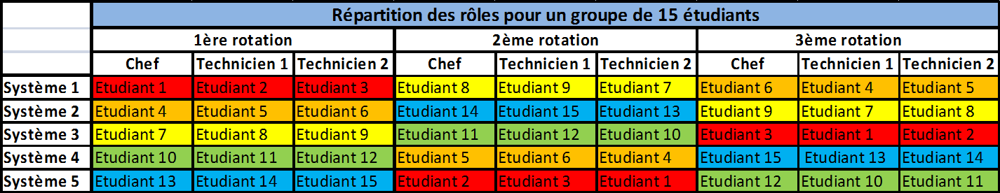 Répartition des rôles pour un groupe de 15 étudiants
1ère rotation 2ème rotation 3ème rotation
Chef Technicien 1 Technicien 2 Chef Technicien 1 Technicien 2 Chef Technicien 1 Technicien 2
Système 1 Etudiant 1 Etudiant 2 Etudiant 3 Etudiant 8 Etudiant 9 Etudiant 7 Etudiant 6 Etudiant 4 Etudiant 5
Système 2 Etudiant 4 Etudiant 5 Etudiant 6 Etudiant 14 Etudiant 15 Etudiant 13 Etudiant 9 Etudiant 7 Etudiant 8
Système 3 Etudiant 7 Etudiant 8 Etudiant 9 Etudiant 11 Etudiant 12 Etudiant 10 Etudiant 3 Etudiant 1 Etudiant 2
Système 4 Etudiant 10 Etudiant 11 Etudiant 12 Etudiant 5 Etudiant 6 Etudiant 4 Etudiant 15 Etudiant 13 Etudiant 14
Système 5 Etudiant 13 Etudiant 14 Etudiant 15 Etudiant 2 Etudiant 3 Etudiant 1 Etudiant 12 Etudiant 10 Etudiant 11